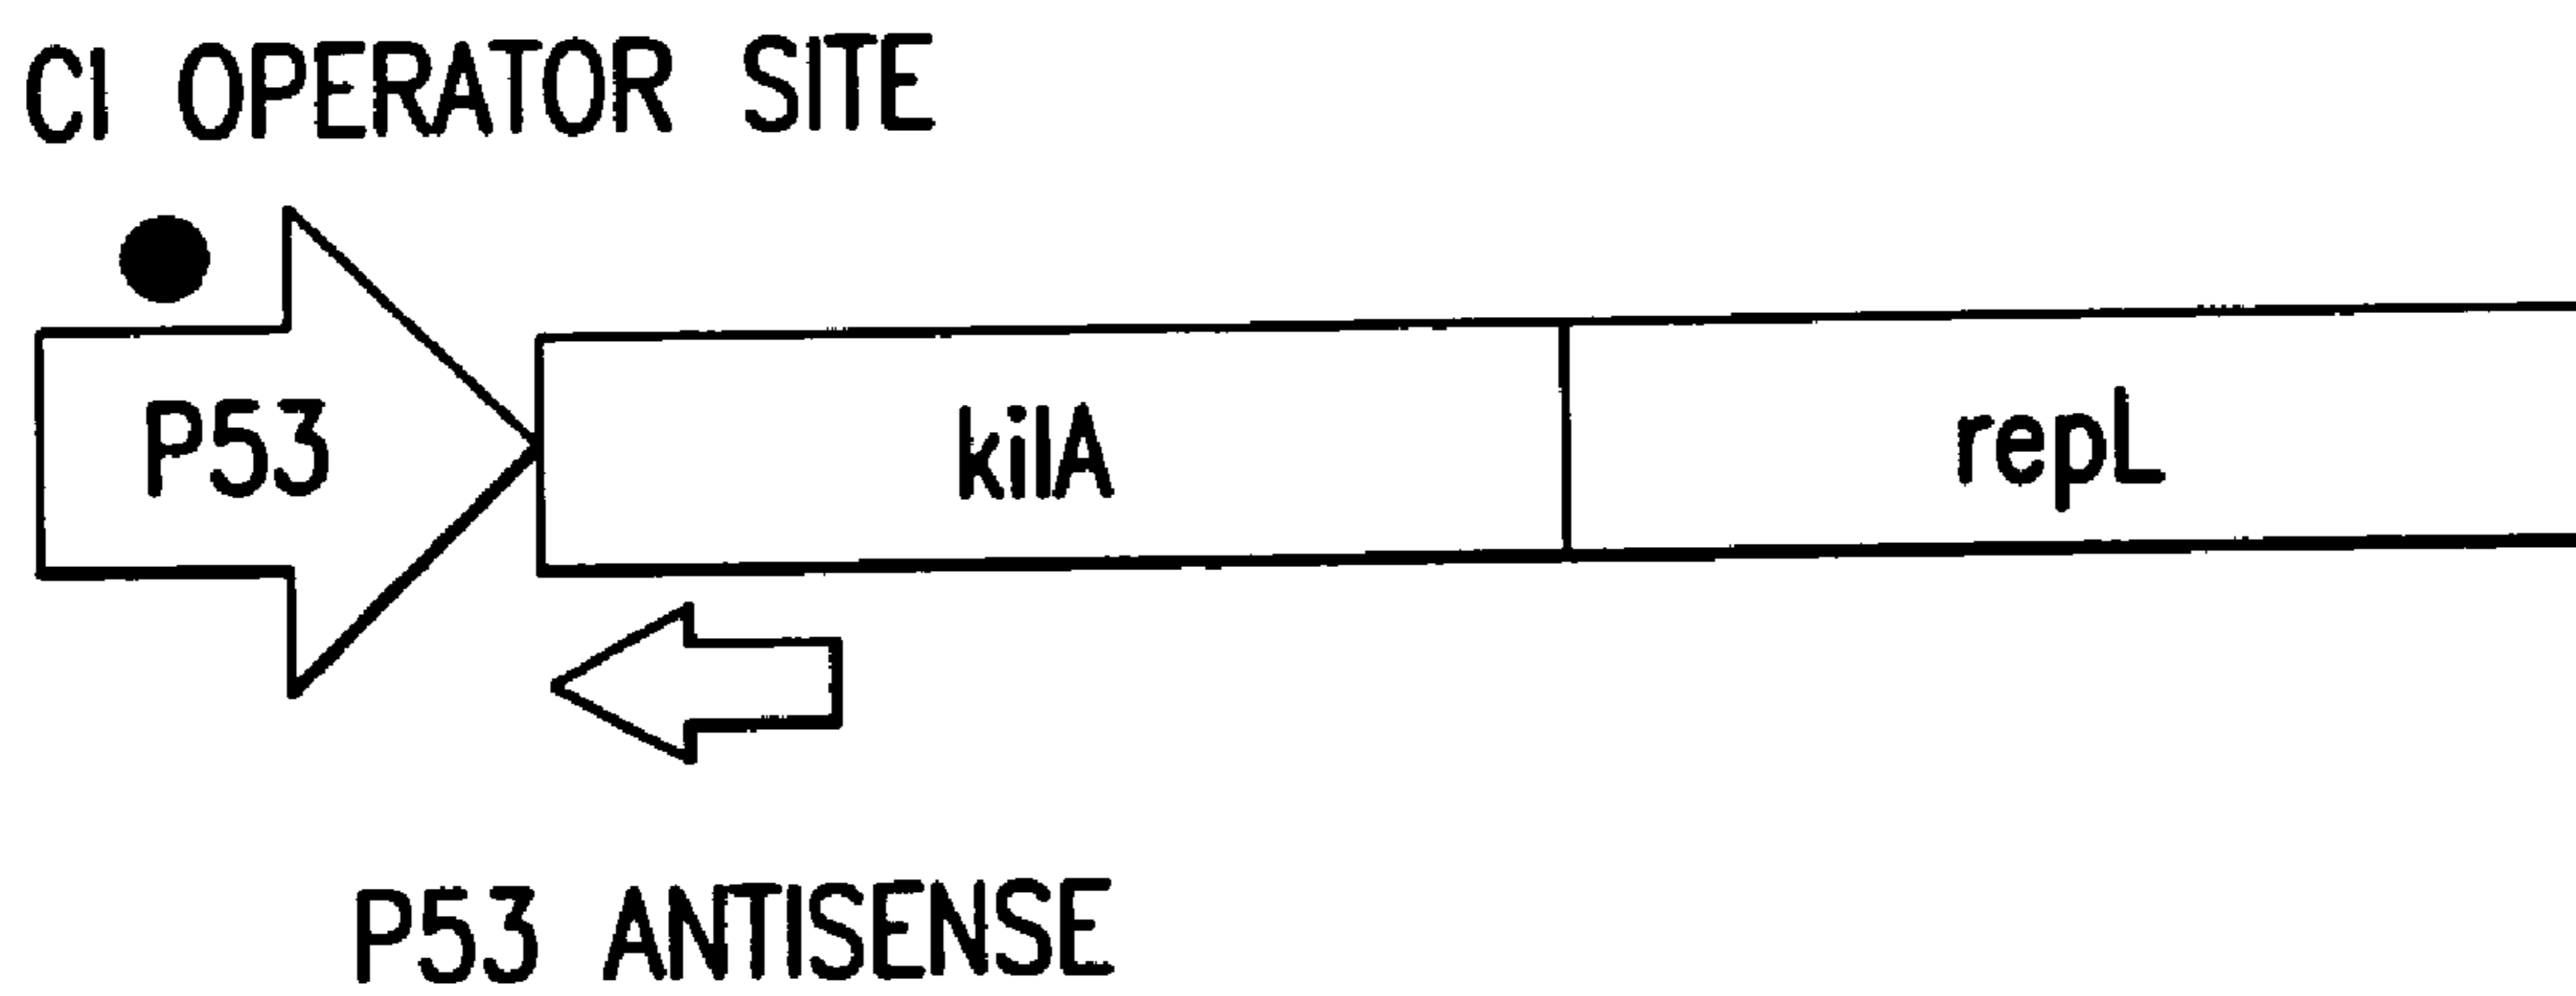 CI OPERATOR SITE
P53
kilA
repL
P53 ANTISENSE